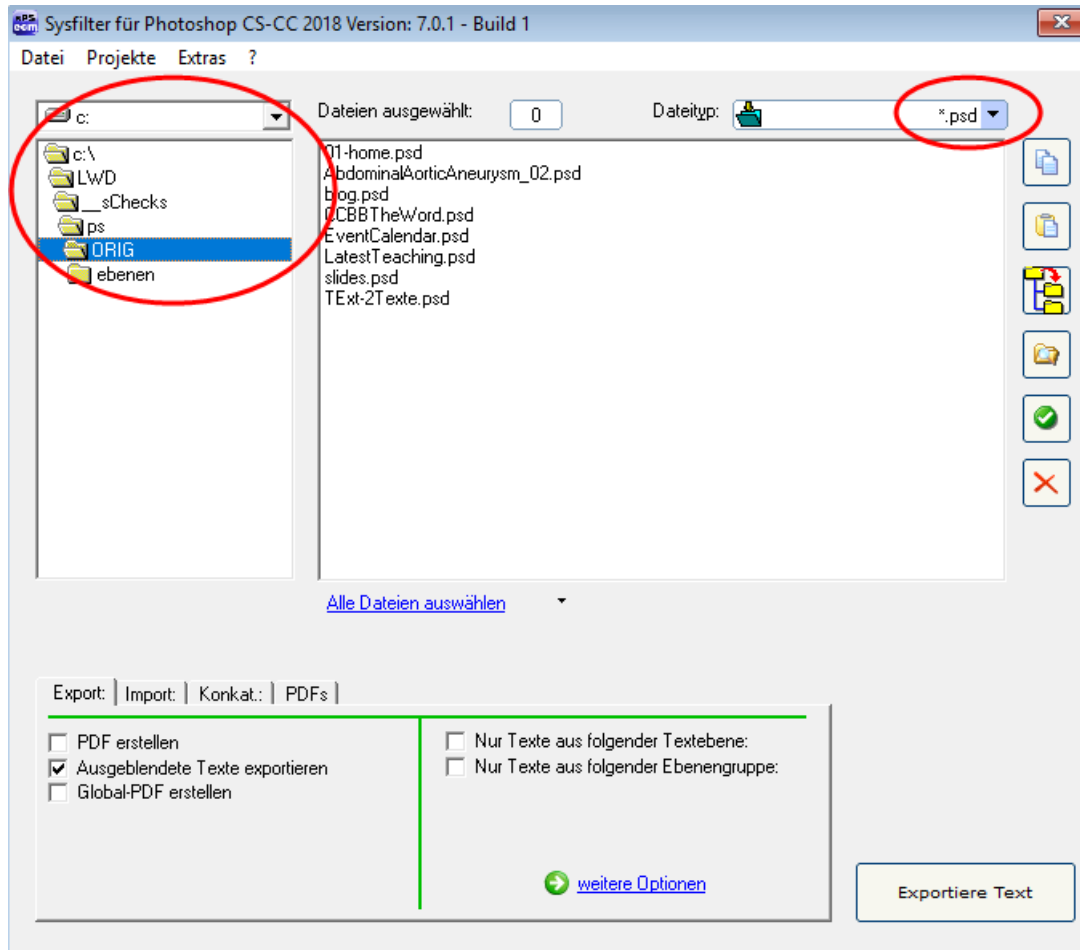 Sysfilter für Photoshop CS-CC 2018 Version: 7.0.1 - Build 1
Datei Projekte Extras ?
c: Dateien ausgewählt: 0 Dateityp: *.psd
c:\
LWD
__sChecks
ps
ORIG
ebenen
01-home.psd
AbdominalAorticAneurysm_02.psd
blog.psd
CCBBTheWord.psd
EventCalendar.psd
LatestTeaching.psd
slides.psd
TExt-2Texte.psd
Alle Dateien auswählen
Export: Import: Konkat.: PDFs
PDF erstellen
Ausgeblendete Texte exportieren
Global-PDF erstellen
Nur Texte aus folgender Textebene:
Nur Texte aus folgender Ebenengruppe:
weitere Optionen
Exportiere Text